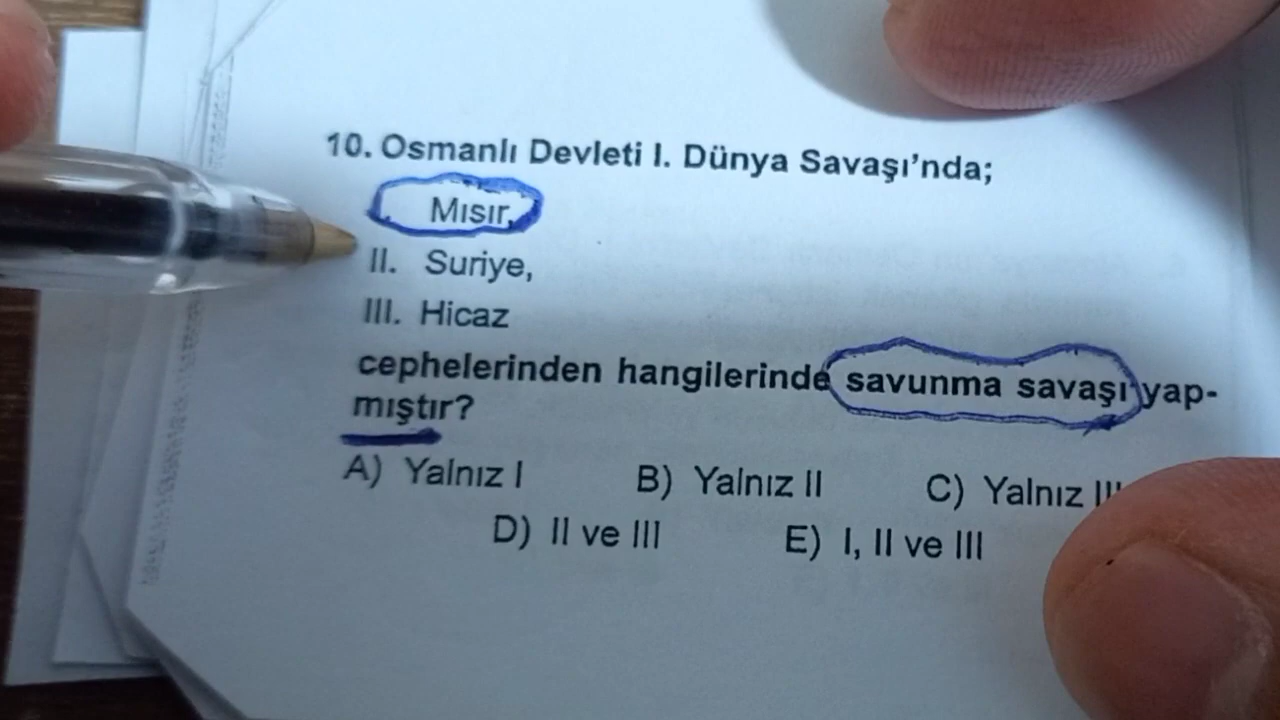 10. Osmanlı Devleti I. Dünya Savaşı'nda;
Mısır,
II. Suriye,
III. Hicaz
cephelerinden hangilerinde savunma savaşı yap-
mıştır?
A) Yalnız I B) Yalnız II C) Yalnız III
D) II ve III E) I, II ve III